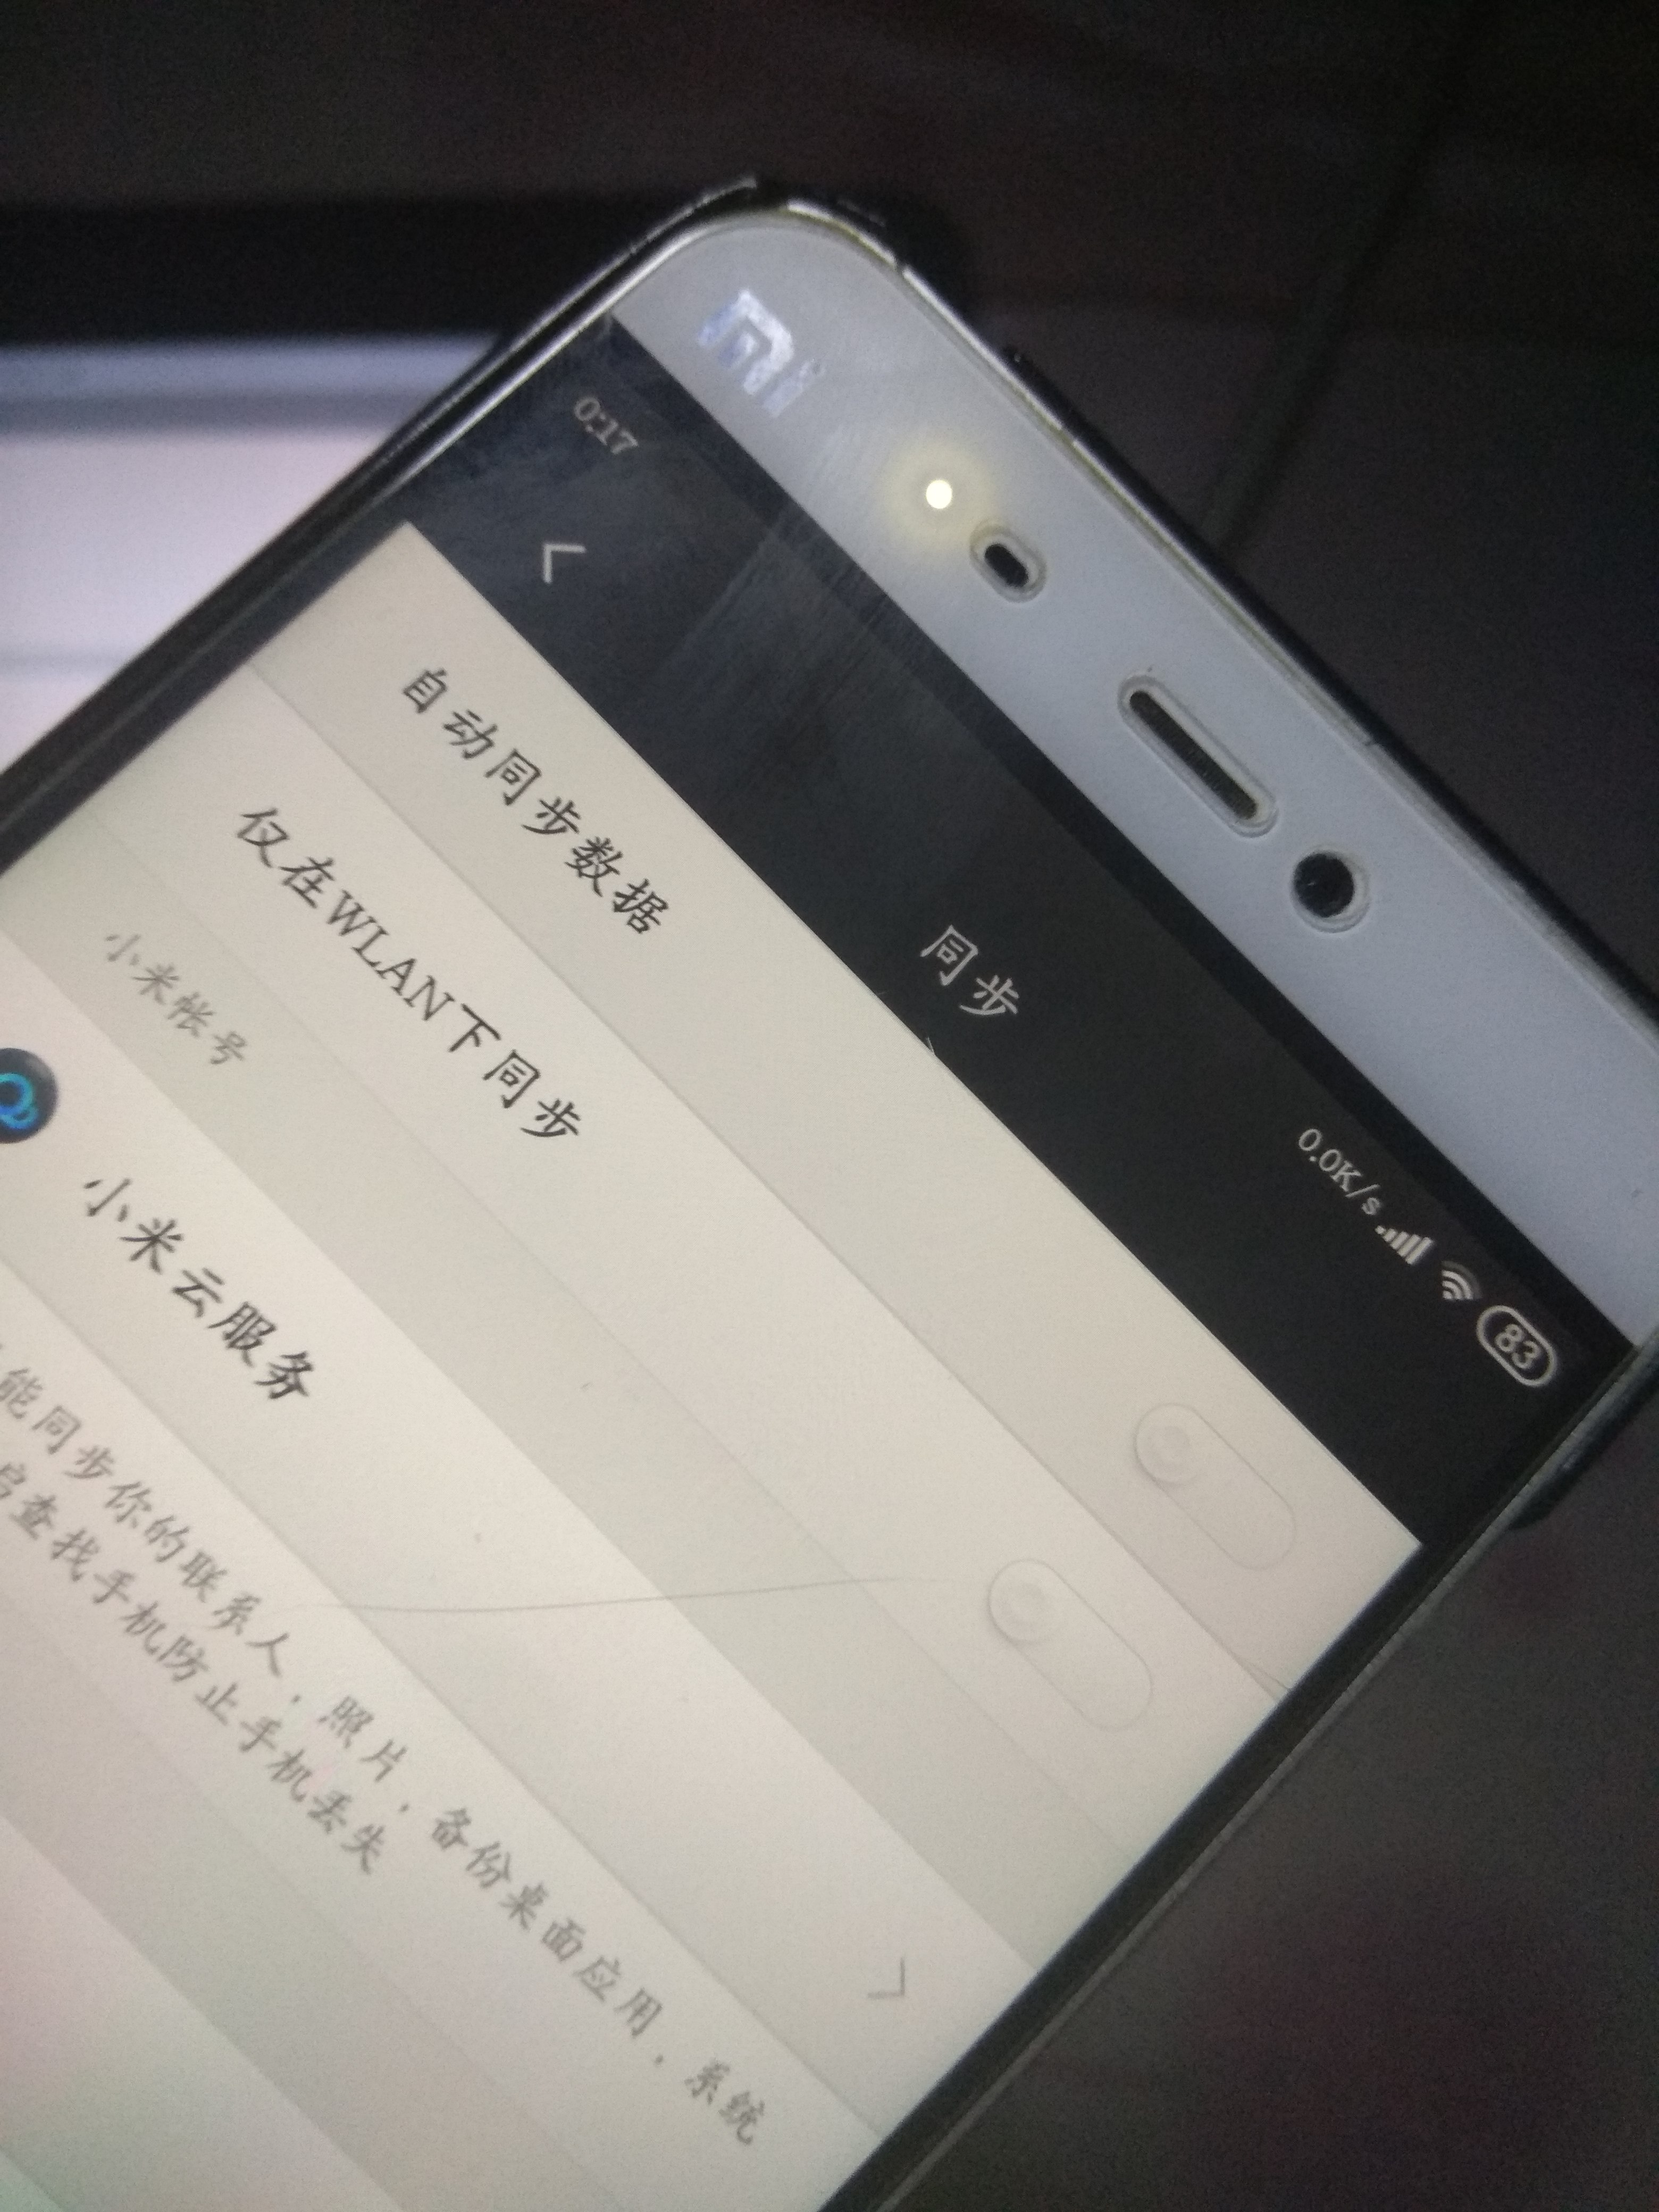 mi
0:17
0.0K/s
83
同步
自动同步数据
仅在WLAN下同步
小米帐号
小米云服务
能同步你的联系人，照片，备份桌面应用，系统
启查找手机防止手机丢失